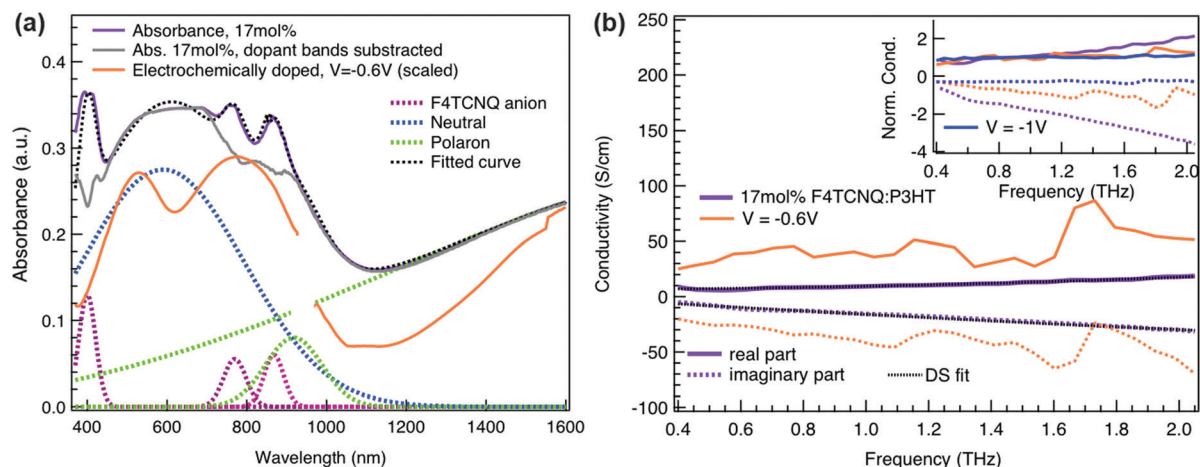 (a)
Absorbance, 17mol%
Abs. 17mol%, dopant bands substracted
Electrochemically doped, V=-0.6V (scaled)
F4TCNQ anion
Neutral
Polaron
Fitted curve
0.4
0.3
0.2
0.1
0.0
Absorbance (a.u.)
400 600 800 1000 1200 1400 1600
Wavelength (nm)
(b)
250
200
150
100
50
0
-50
-100
Conductivity (S/cm)
2
0
-2
-4
Norm. Cond.
V = -1V
0.4 0.8 1.2 1.6 2.0
Frequency (THz)
17mol% F4TCNQ:P3HT
V = -0.6V
real part
imaginary part
DS fit
0.4 0.6 0.8 1.0 1.2 1.4 1.6 1.8 2.0
Frequency (THz)